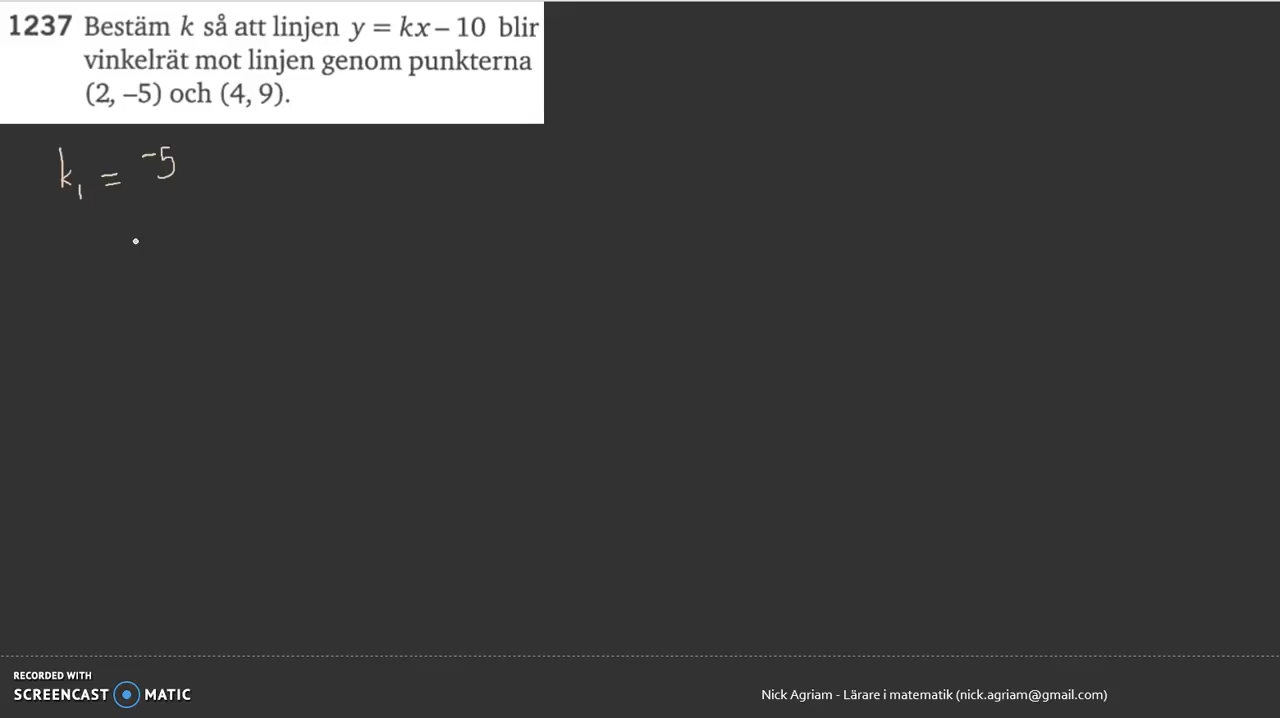 1237 Bestäm k så att linjen y = kx – 10 blir
vinkelrät mot linjen genom punkterna
(2, –5) och (4, 9).
k₁ = -5
RECORDED WITH
SCREENCAST MATIC
Nick Agriam - Lärare i matematik (nick.agriam@gmail.com)